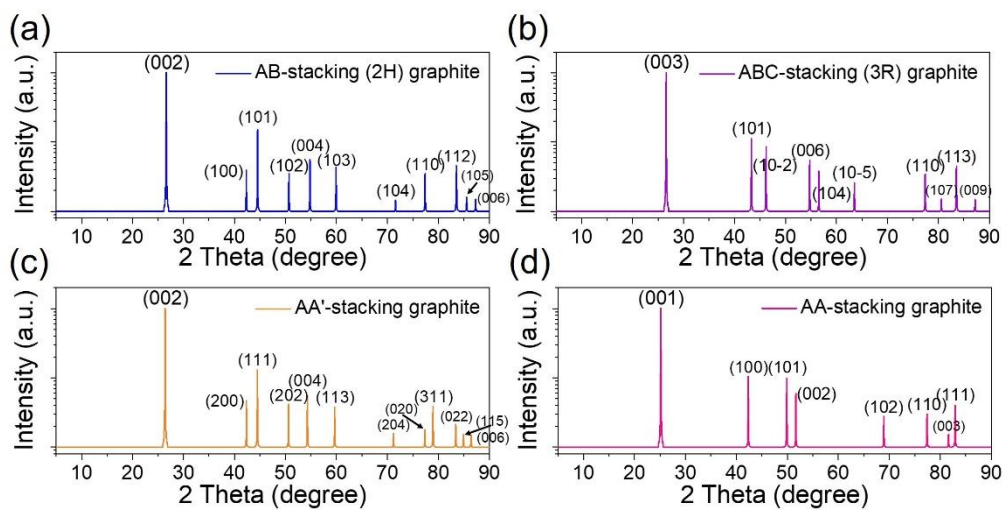 (a)
Intensity (a.u.)
(002)
AB-stacking (2H) graphite
(101)
(100)
(102)
(004)
(103)
(104)
(110)
(112)
(105)
(006)
10 20 30 40 50 60 70 80 90
2 Theta (degree)
(b)
Intensity (a.u.)
(003)
ABC-stacking (3R) graphite
(101)
(10-2)
(006)
(104)
(10-5)
(110)
(107)
(113)
(009)
10 20 30 40 50 60 70 80 90
2 Theta (degree)
(c)
Intensity (a.u.)
(002)
AA'-stacking graphite
(200)
(111)
(202)
(004)
(113)
(204)
(020)
(311)
(022)
(115)
(006)
10 20 30 40 50 60 70 80 90
2 Theta (degree)
(d)
Intensity (a.u.)
(001)
AA-stacking graphite
(100)
(101)
(002)
(102)
(110)
(003)
(111)
10 20 30 40 50 60 70 80 90
2 Theta (degree)